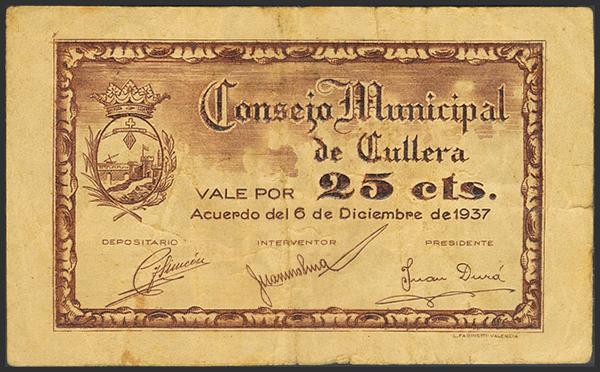 Consejo Municipal
de Cullera
VALE POR 25 cts.
Acuerdo del 6 de Diciembre de 1937
DEPOSITARIO INTERVENTOR PRESIDENTE
Juan Durá
VALENCIA